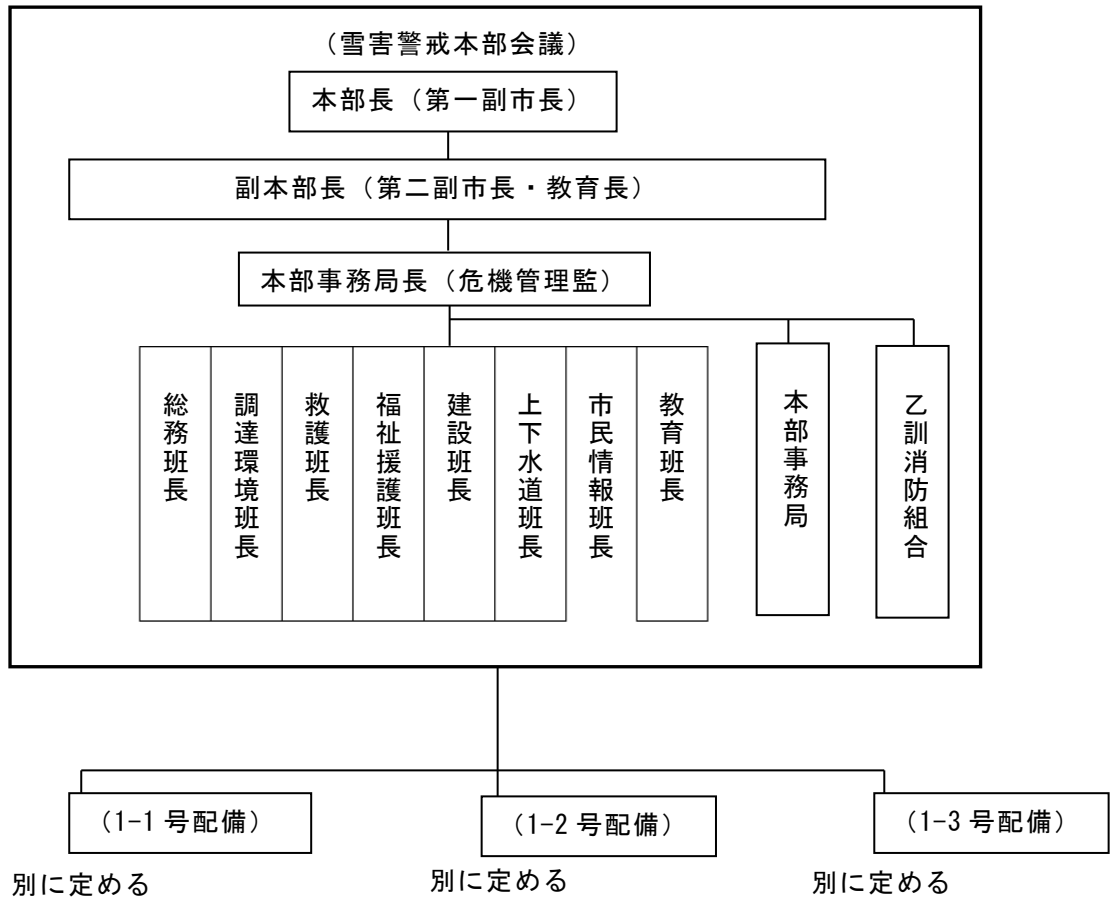 (雪害警戒本部会議)
本部長(第一副市長)
副本部長(第二副市長・教育長)
本部事務局長(危機管理監)
総務班長
調達環境班長
救護班長
福祉援護班長
建設班長
上下水道班長
市民情報班長
教育班長
本部事務局
乙訓消防組合
(1-1 号配備)
(1-2 号配備)
(1-3 号配備)
別に定める
別に定める
別に定める